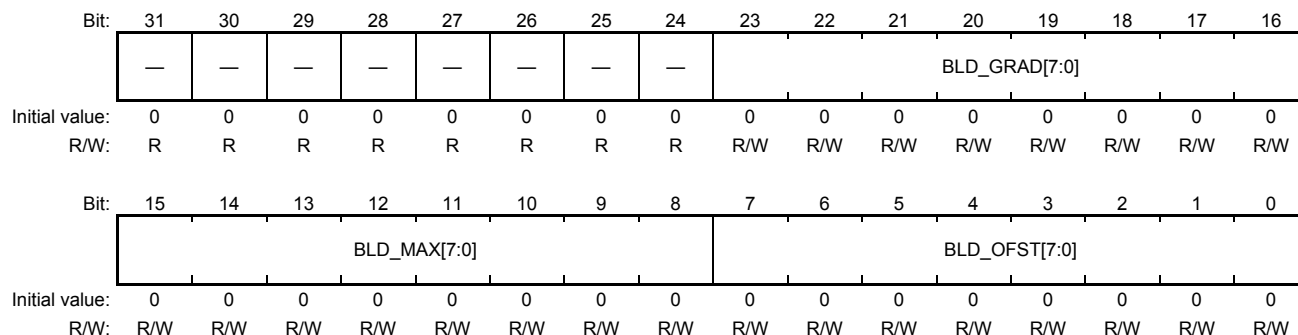 Bit: 31 30 29 28 27 26 25 24 23 22 21 20 19 18 17 16
— — — — — — — — BLD_GRAD[7:0]
Initial value: 0 0 0 0 0 0 0 0 0 0 0 0 0 0 0 0
R/W: R R R R R R R R R/W R/W R/W R/W R/W R/W R/W R/W
Bit: 15 14 13 12 11 10 9 8 7 6 5 4 3 2 1 0
BLD_MAX[7:0] BLD_OFST[7:0]
Initial value: 0 0 0 0 0 0 0 0 0 0 0 0 0 0 0 0
R/W: R/W R/W R/W R/W R/W R/W R/W R/W R/W R/W R/W R/W R/W R/W R/W R/W